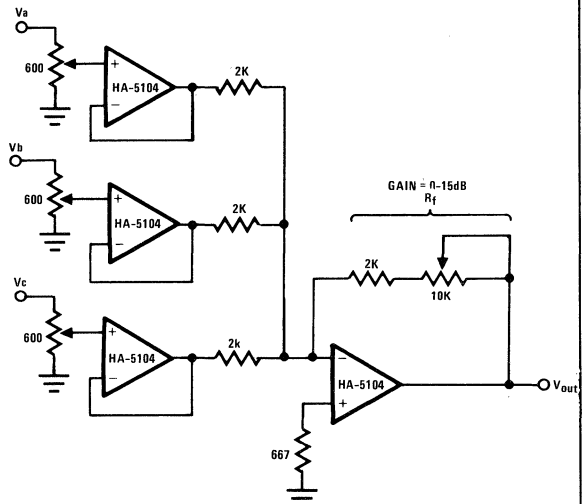 Va
600
+
−
HA-5104
2K
Vb
600
+
−
HA-5104
2K
Vc
600
+
−
HA-5104
2k
GAIN = 0-15dB
Rf
2K
10K
−
HA-5104
+
Vout
667